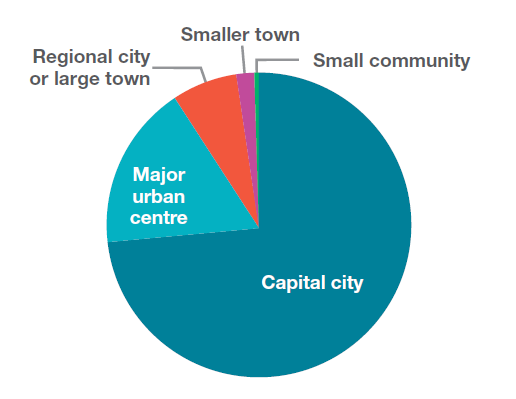 Smaller town
Regional city
or large town
Small community
Major
urban
centre
Capital city